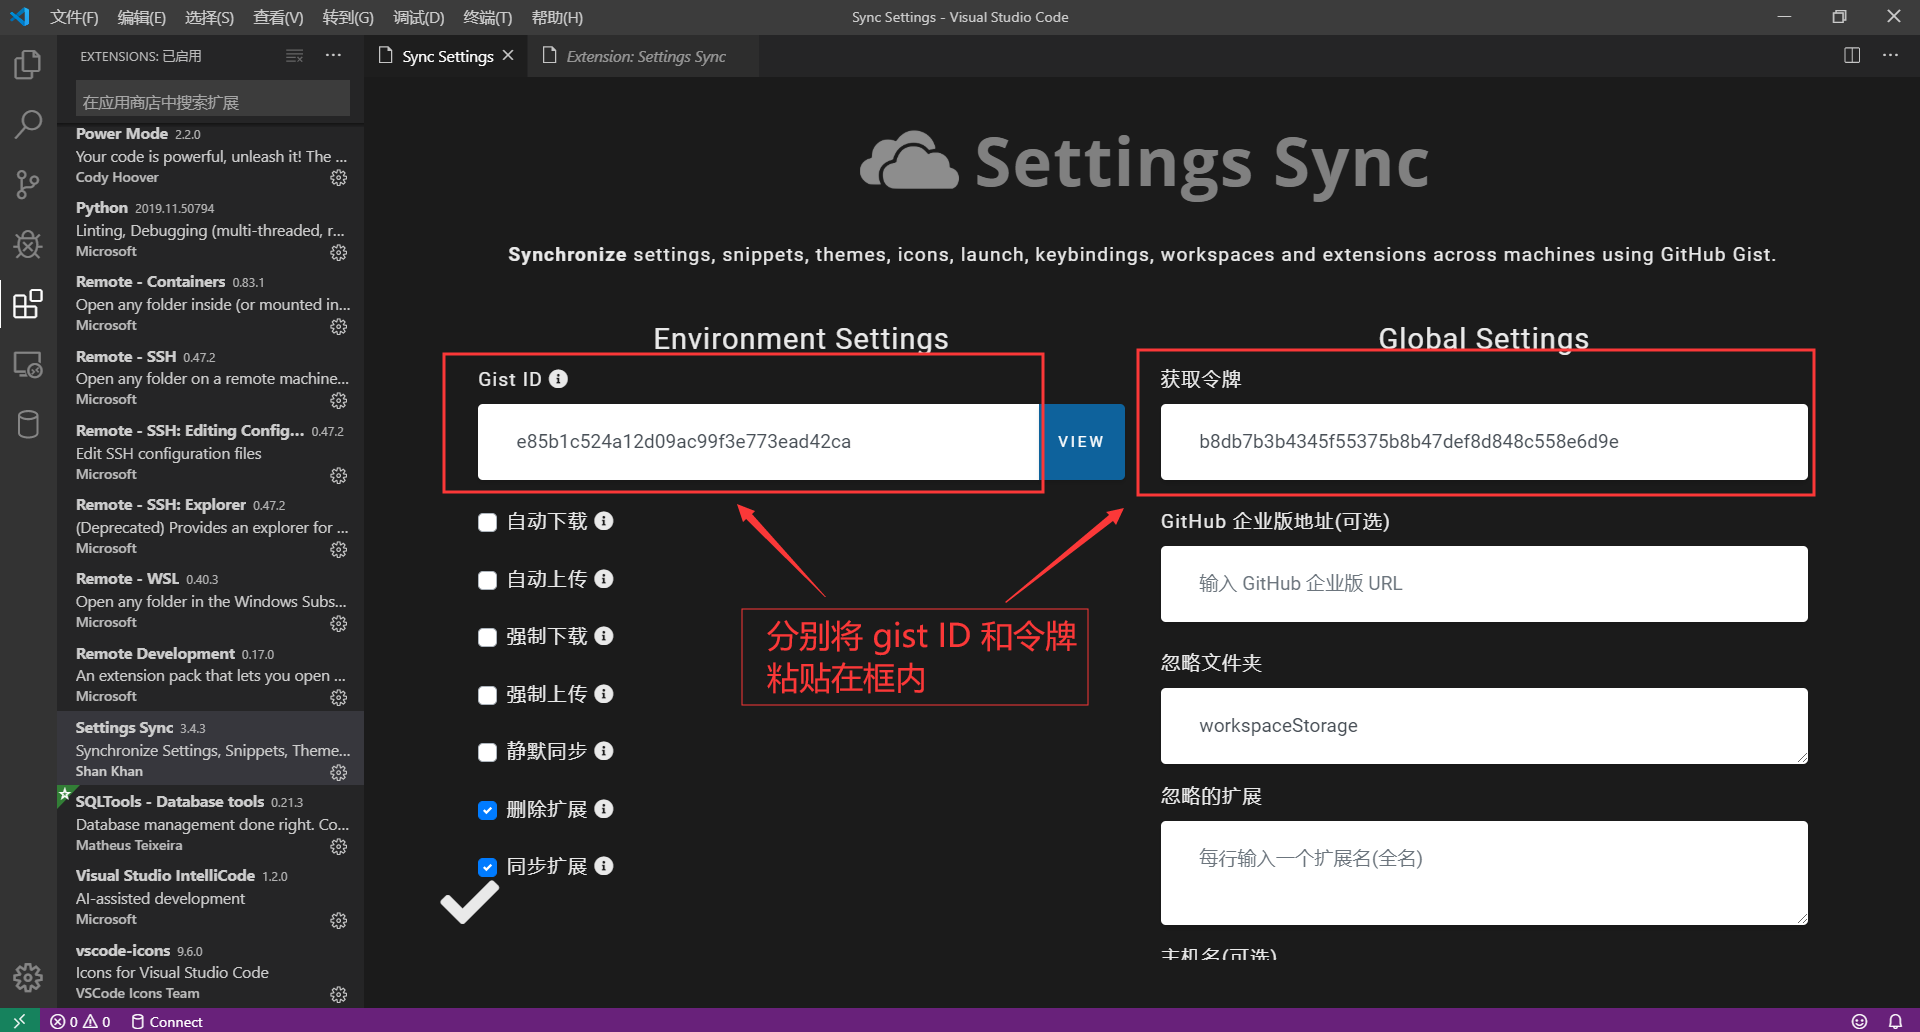 文件(F) 编辑(E) 选择(S) 查看(V) 转到(G) 调试(D) 终端(T) 帮助(H)
Sync Settings - Visual Studio Code
EXTENSIONS: 已启用
在应用商店中搜索扩展
Power Mode 2.2.0
Your code is powerful, unleash it! The ...
Cody Hoover
Python 2019.11.50794
Linting, Debugging (multi-threaded, r...
Microsoft
Remote - Containers 0.83.1
Open any folder inside (or mounted in...
Microsoft
Remote - SSH 0.47.2
Open any folder on a remote machine...
Microsoft
Remote - SSH: Editing Config... 0.47.2
Edit SSH configuration files
Microsoft
Remote - SSH: Explorer 0.47.2
(Deprecated) Provides an explorer for ...
Microsoft
Remote - WSL 0.40.3
Open any folder in the Windows Subs...
Microsoft
Remote Development 0.17.0
An extension pack that lets you open ...
Microsoft
Settings Sync 3.4.3
Synchronize Settings, Snippets, Theme...
Shan Khan
SQLTools - Database tools 0.21.3
Database management done right. Co...
Matheus Teixeira
Visual Studio IntelliCode 1.2.0
AI-assisted development
Microsoft
vscode-icons 9.6.0
Icons for Visual Studio Code
VSCode Icons Team
Sync Settings
Extension: Settings Sync
Settings Sync
Synchronize settings, snippets, themes, icons, launch, keybindings, workspaces and extensions across machines using GitHub Gist.
Environment Settings
Gist ID
e85b1c524a12d09ac99f3e773ead42ca
VIEW
自动下载
自动上传
强制下载
强制上传
静默同步
删除扩展
同步扩展
分别将 gist ID 和令牌
粘贴在框内
Global Settings
获取令牌
b8db7b3b4345f55375b8b47def8d848c558e6d9e
GitHub 企业版地址(可选)
输入 GitHub 企业版 URL
忽略文件夹
workspaceStorage
忽略的扩展
每行输入一个扩展名(全名)
主机名(可选)
0 0 Connect